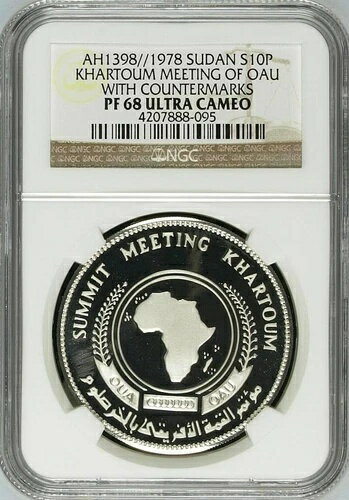 AH1398//1978 SUDAN S10P
KHARTOUM MEETING OF OAU
WITH COUNTERMARKS
PF 68 ULTRA CAMEO
4207888-095
NGC
SUMMIT MEETING KHARTOUM
OUA OAU
مؤتمر القمة الأفريقي بالخرطوم